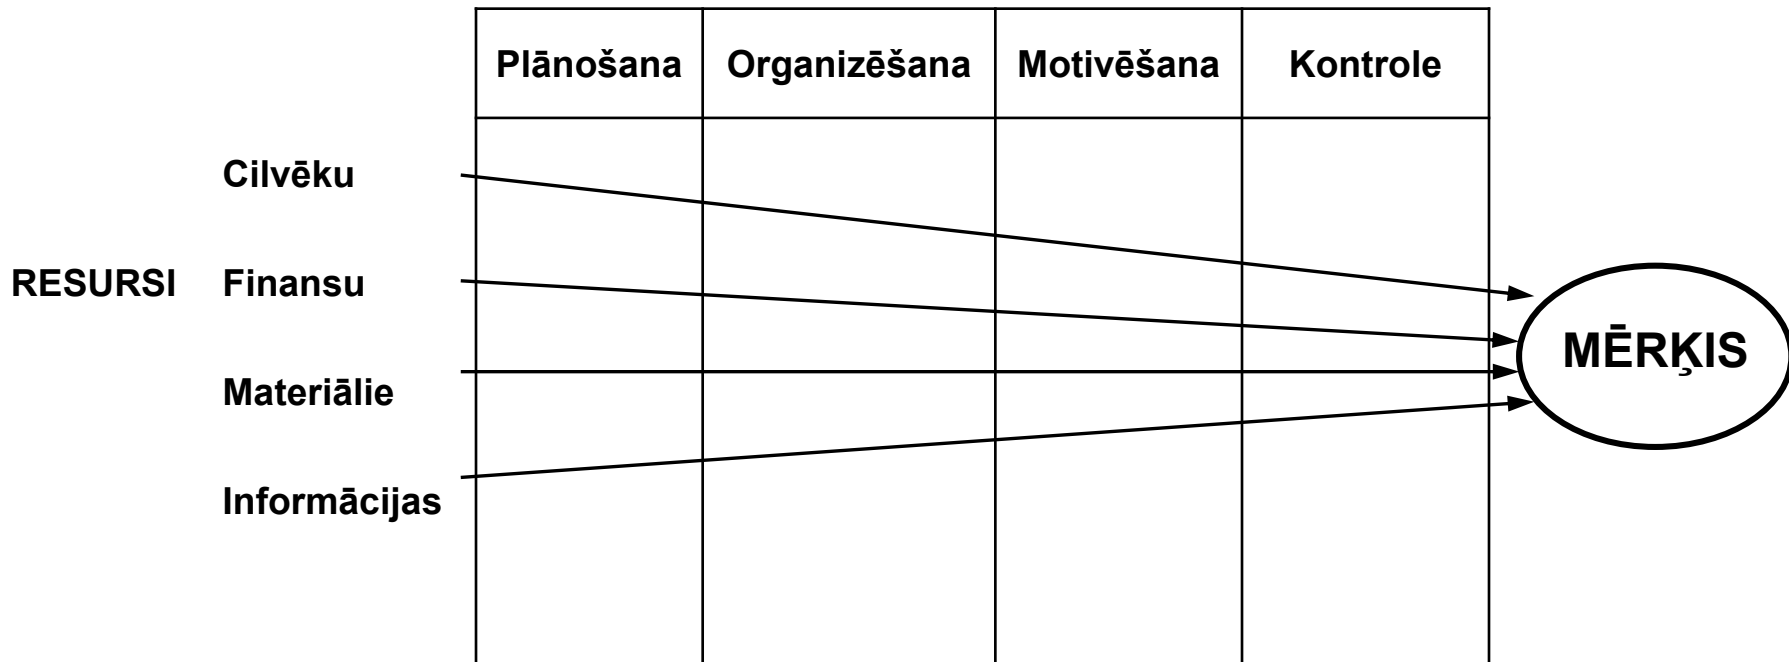 Plānošana Organizēšana Motivēšana Kontrole
Cilvēku
RESURSI Finansu
MĒRĶIS
Materiālie
Informācijas